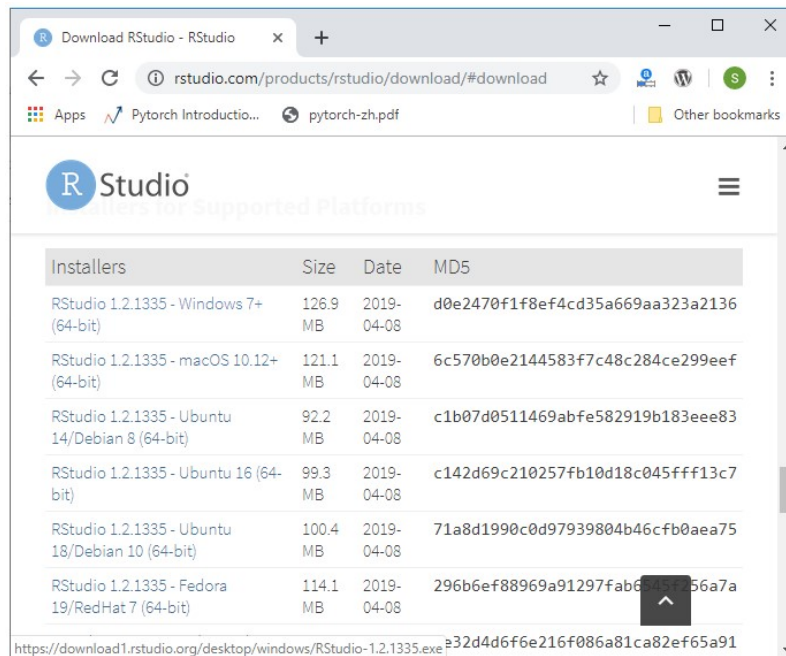 R Download RStudio - RStudio × +
rstudio.com/products/rstudio/download/#download S
Apps Pytorch Introductio... pytorch-zh.pdf Other bookmarks
R Studio
Installers for Supported Platforms
Installers Size Date MD5
RStudio 1.2.1335 - Windows 7+ 126.9 2019- d0e2470f1f8ef4cd35a669aa323a2136
(64-bit) MB 04-08
RStudio 1.2.1335 - macOS 10.12+ 121.1 2019- 6c570b0e2144583f7c48c284ce299eef
(64-bit) MB 04-08
RStudio 1.2.1335 - Ubuntu 92.2 2019- c1b07d0511469abfe582919b183eee83
14/Debian 8 (64-bit) MB 04-08
RStudio 1.2.1335 - Ubuntu 16 (64- 99.3 2019- c142d69c210257fb10d18c045fff13c7
bit) MB 04-08
RStudio 1.2.1335 - Ubuntu 100.4 2019- 71a8d1990c0d97939804b46cfb0aea75
18/Debian 10 (64-bit) MB 04-08
RStudio 1.2.1335 - Fedora 114.1 2019- 296b6ef88969a91297fab6545f256a7a
19/RedHat 7 (64-bit) MB 04-08
https://download1.rstudio.org/desktop/windows/RStudio-1.2.1335.exe e32d4d6f6e216f086a81ca82ef65a91